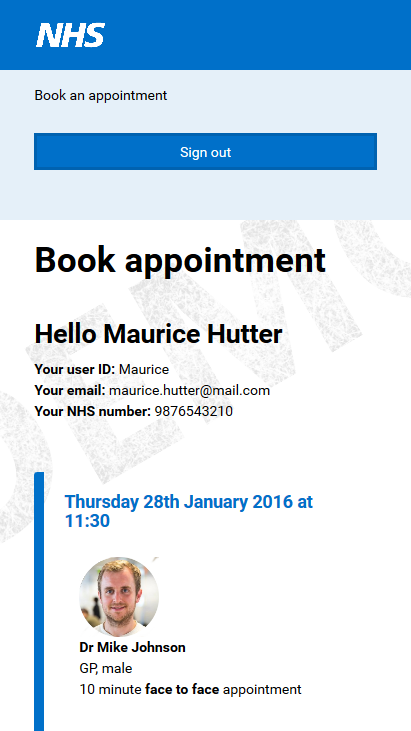 NHS
Book an appointment
Sign out
Book appointment
Hello Maurice Hutter
Your user ID: Maurice
Your email: maurice.hutter@mail.com
Your NHS number: 9876543210
DEMO
Thursday 28th January 2016 at
11:30
Dr Mike Johnson
GP, male
10 minute face to face appointment